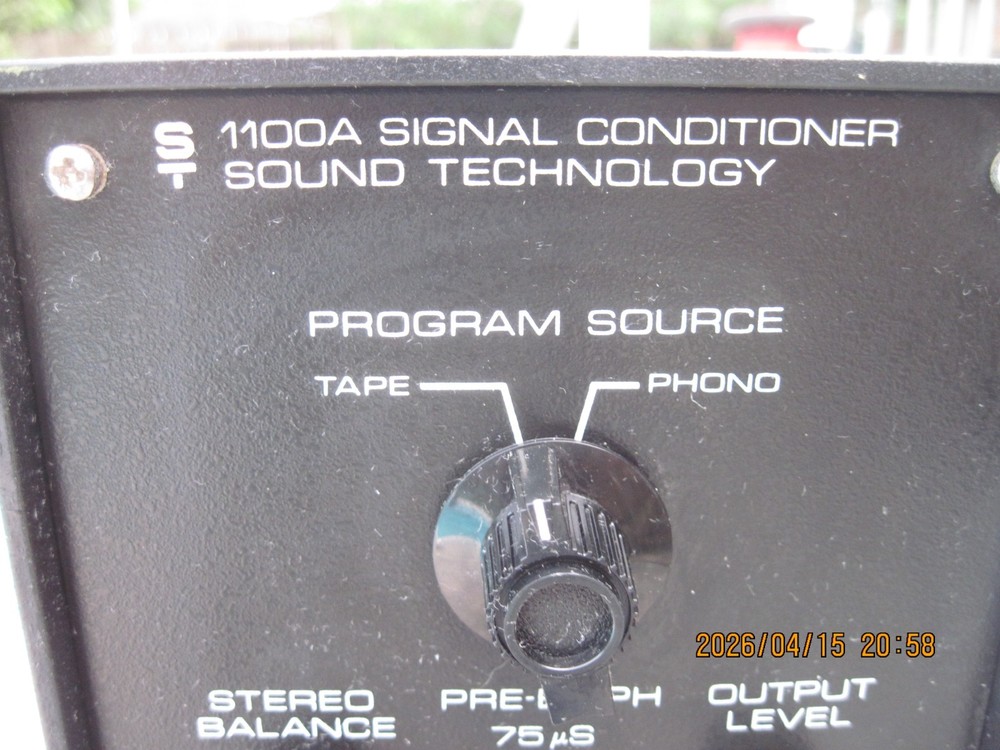 S
T
1100A SIGNAL CONDITIONER
SOUND TECHNOLOGY
PROGRAM SOURCE
TAPE
PHONO
2026/04/15 20:58
STEREO
BALANCE
75 µS
OUTPUT
LEVEL